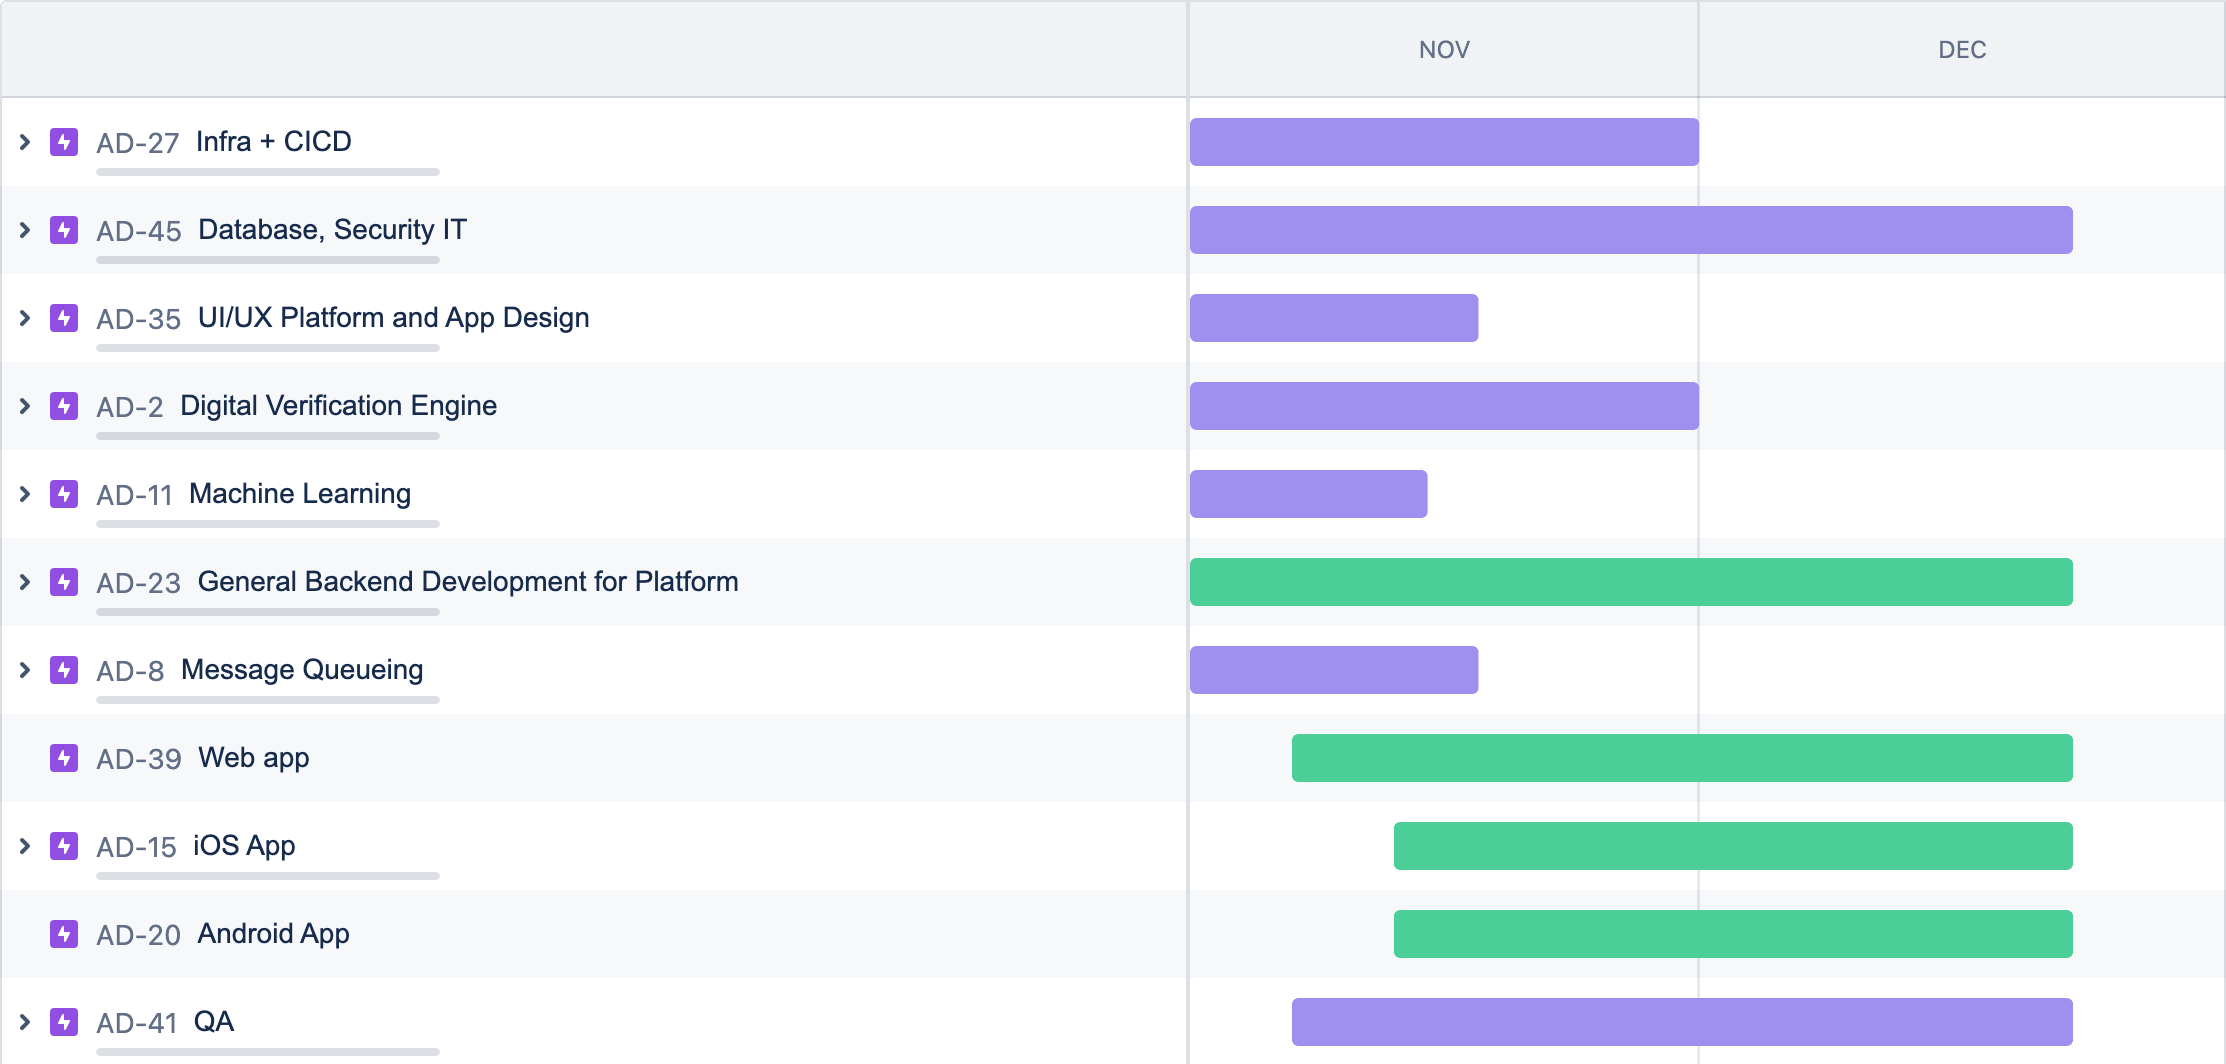 NOV DEC
AD-27 Infra + CICD
AD-45 Database, Security IT
AD-35 UI/UX Platform and App Design
AD-2 Digital Verification Engine
AD-11 Machine Learning
AD-23 General Backend Development for Platform
AD-8 Message Queueing
AD-39 Web app
AD-15 iOS App
AD-20 Android App
AD-41 QA